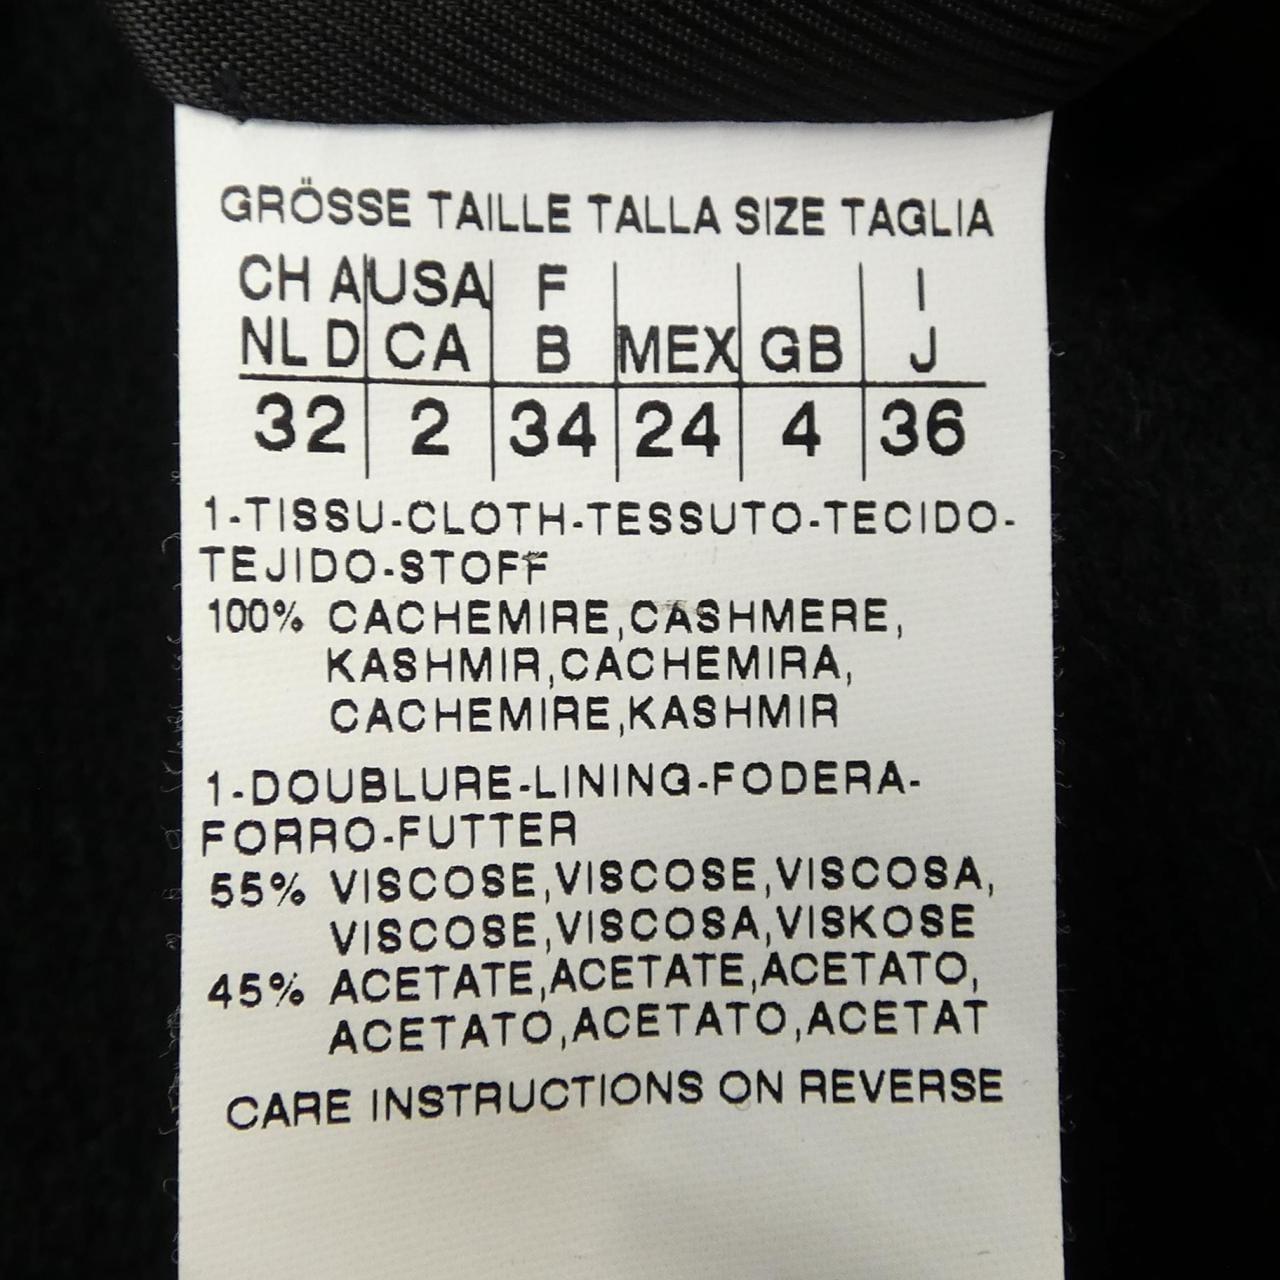 GRÖSSE TAILLE TALLA SIZE TAGLIA
CH A USA F I
NL D CA B MEX GB J
32 2 34 24 4 36
1-TISSU-CLOTH-TESSUTO-TECIDO-
TEJIDO-STOFF
100% CACHEMIRE,CASHMERE,
KASHMIR,CACHEMIRA,
CACHEMIRE,KASHMIR
1-DOUBLURE-LINING-FODERA-
FORRO-FUTTER
55% VISCOSE,VISCOSE,VISCOSA,
VISCOSE,VISCOSA,VISKOSE
45% ACETATE,ACETATE,ACETATO,
ACETATO,ACETATO,ACETAT
CARE INSTRUCTIONS ON REVERSE